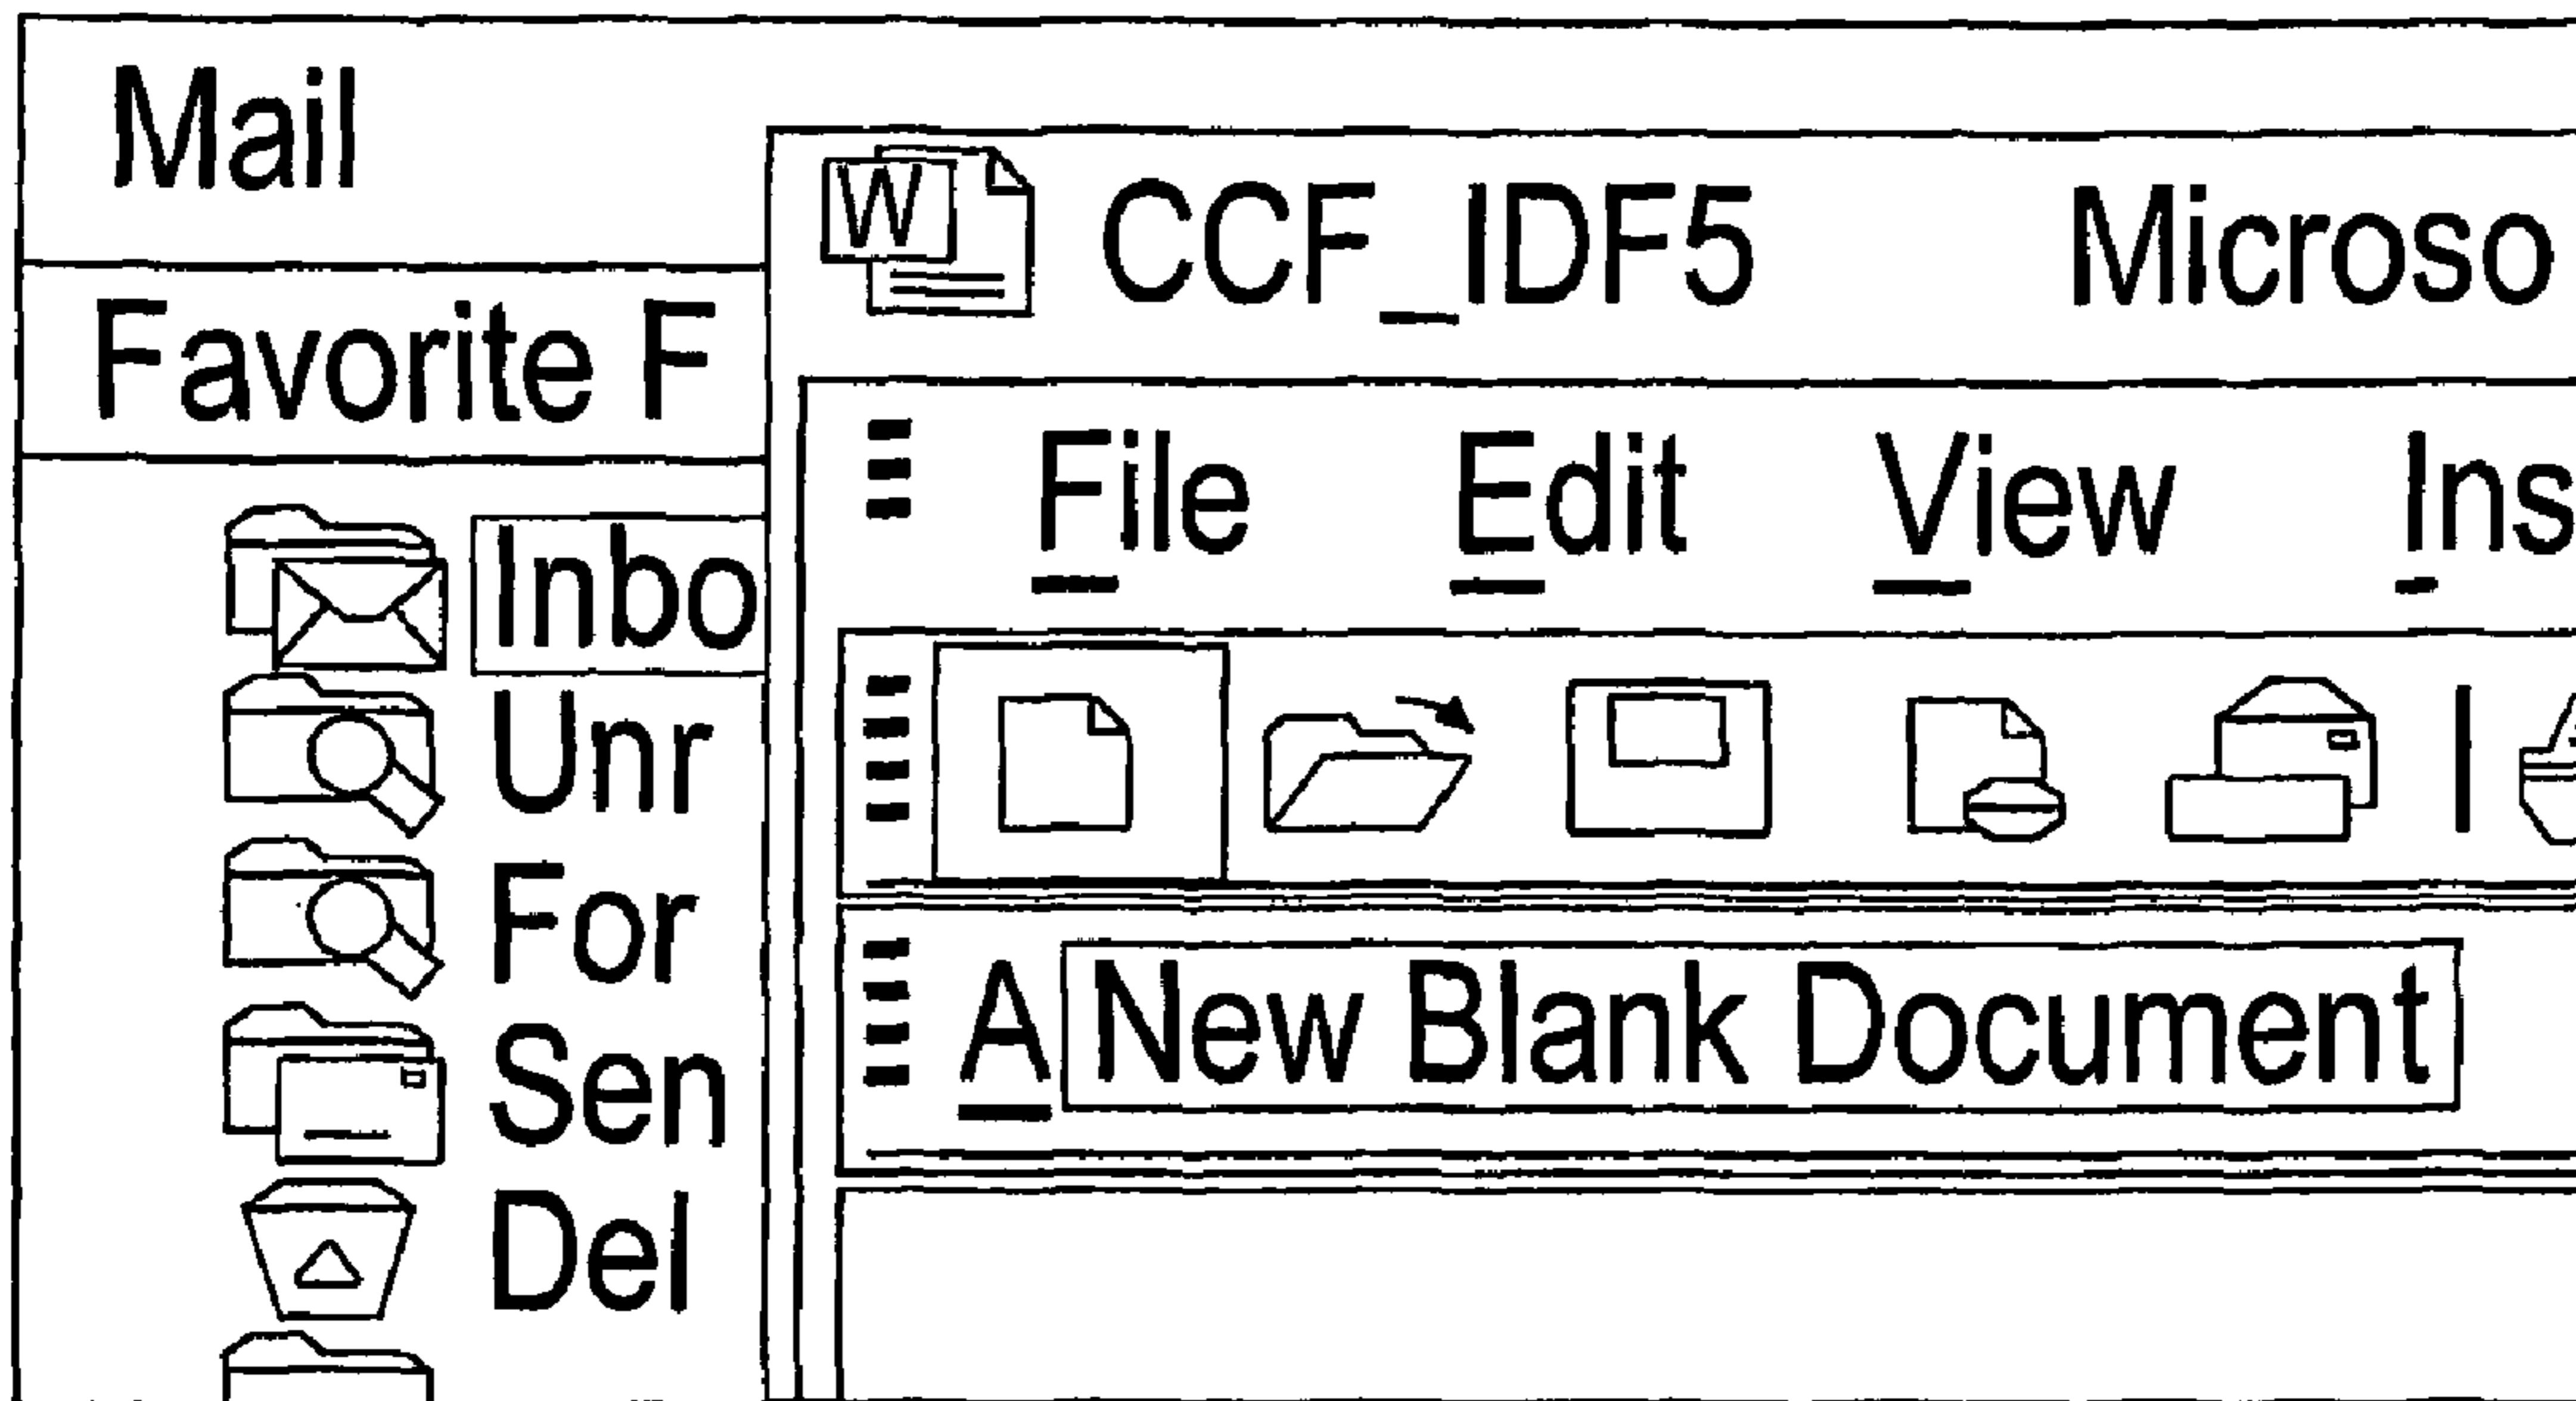 Mail
W CCF_IDF5 Microso
Favorite F
File Edit View Ins
Inbo
Unr
For
A New Blank Document
Sen
Del